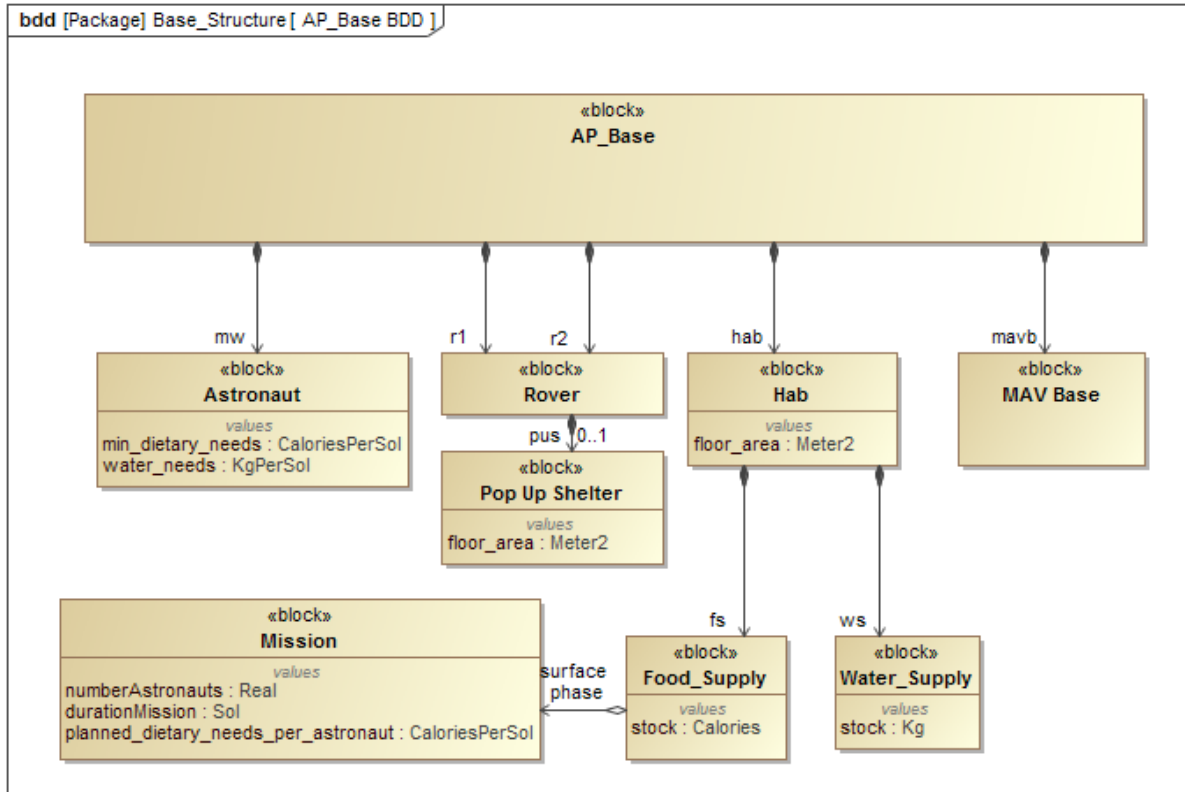 bdd [Package] Base_Structure [ AP_Base BDD ]
«block»
AP_Base
mw
r1
r2
hab
mavb
«block»
Astronaut
values
min_dietary_needs : CaloriesPerSol
water_needs : KgPerSol
«block»
Rover
pus
0..1
«block»
Pop Up Shelter
values
floor_area : Meter2
«block»
Hab
values
floor_area : Meter2
«block»
MAV Base
fs
ws
«block»
Mission
values
numberAstronauts : Real
durationMission : Sol
planned_dietary_needs_per_astronaut : CaloriesPerSol
surface
phase
«block»
Food_Supply
values
stock : Calories
«block»
Water_Supply
values
stock : Kg